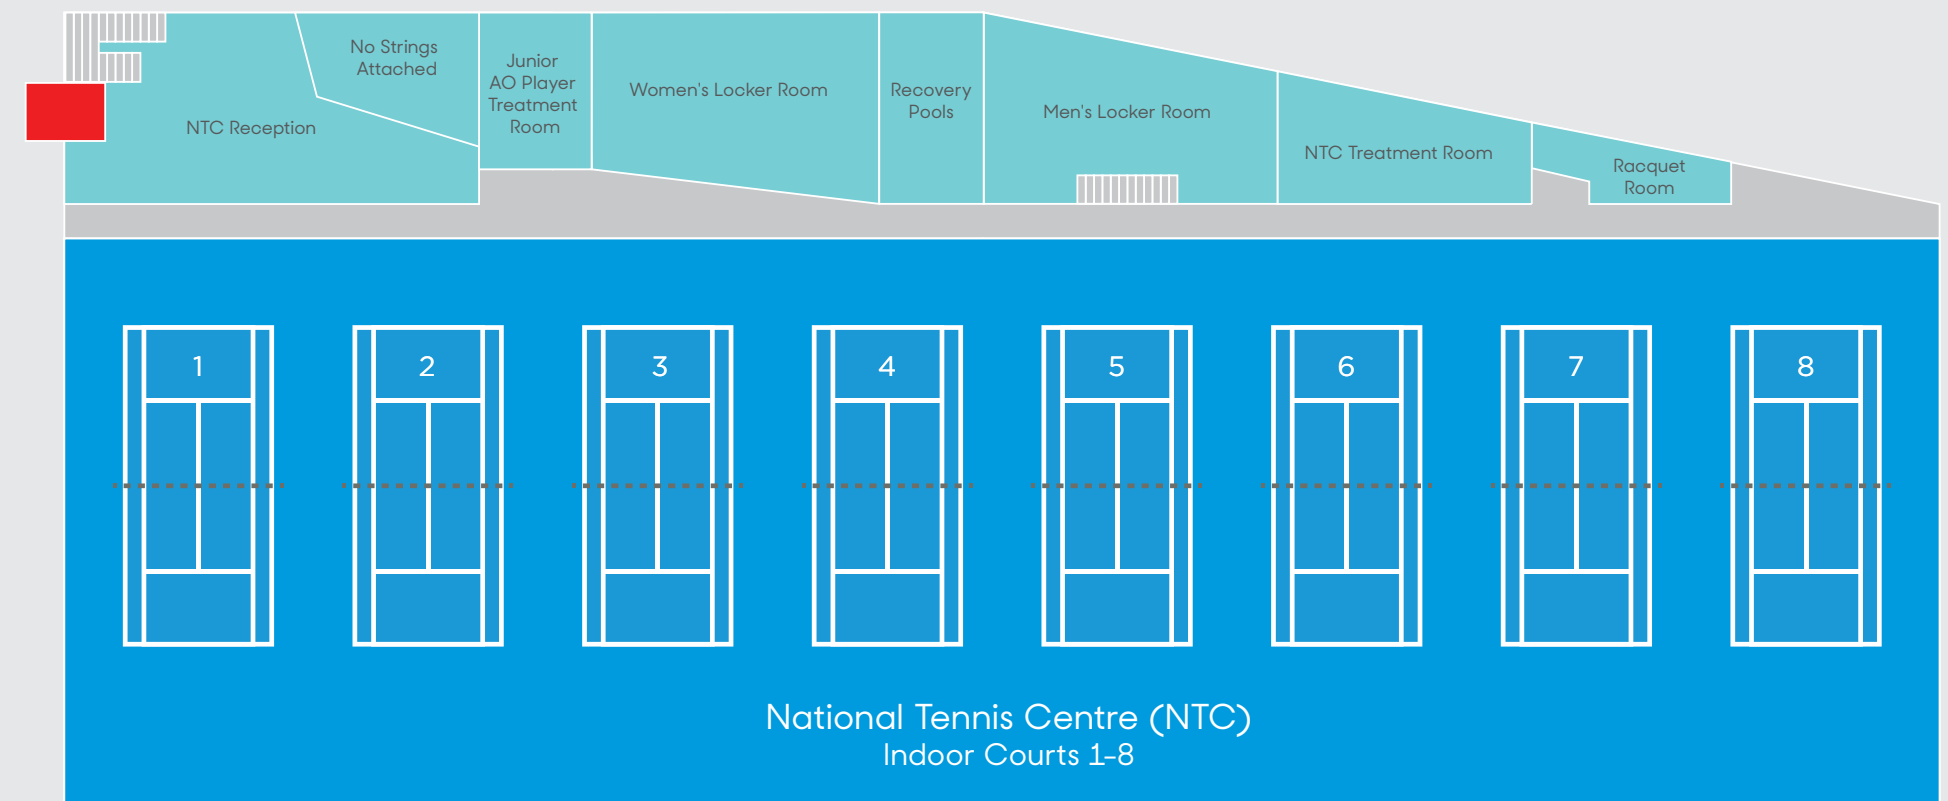 No Strings
Attached
NTC Reception
Junior
AO Player
Treatment
Room
Women's Locker Room
Recovery
Pools
Men's Locker Room
NTC Treatment Room
Racquet
Room
1
2
3
4
5
6
7
8
National Tennis Centre (NTC)
Indoor Courts 1–8